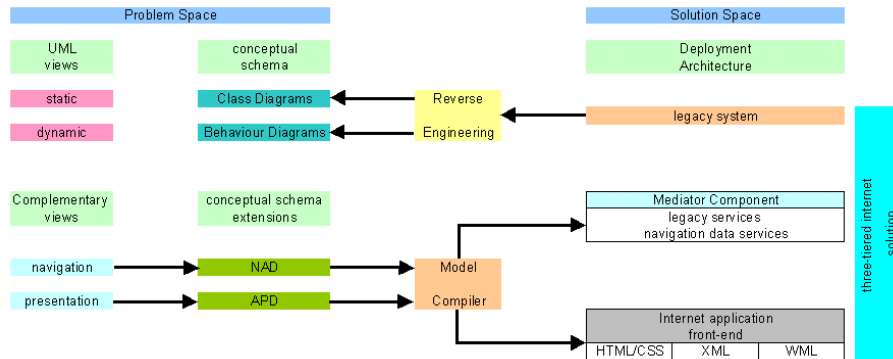 Problem Space
Solution Space
UML
views
conceptual
schema
Deployment
Architecture
static
Class Diagrams
Reverse
Engineering
legacy system
dynamic
Behaviour Diagrams
Complementary
views
conceptual schema
extensions
Mediator Component
legacy services
navigation data services
navigation
NAD
Model
Compiler
presentation
APD
Internet application
front-end
HTML/CSS
XML
WML
three-tiered internet
solution